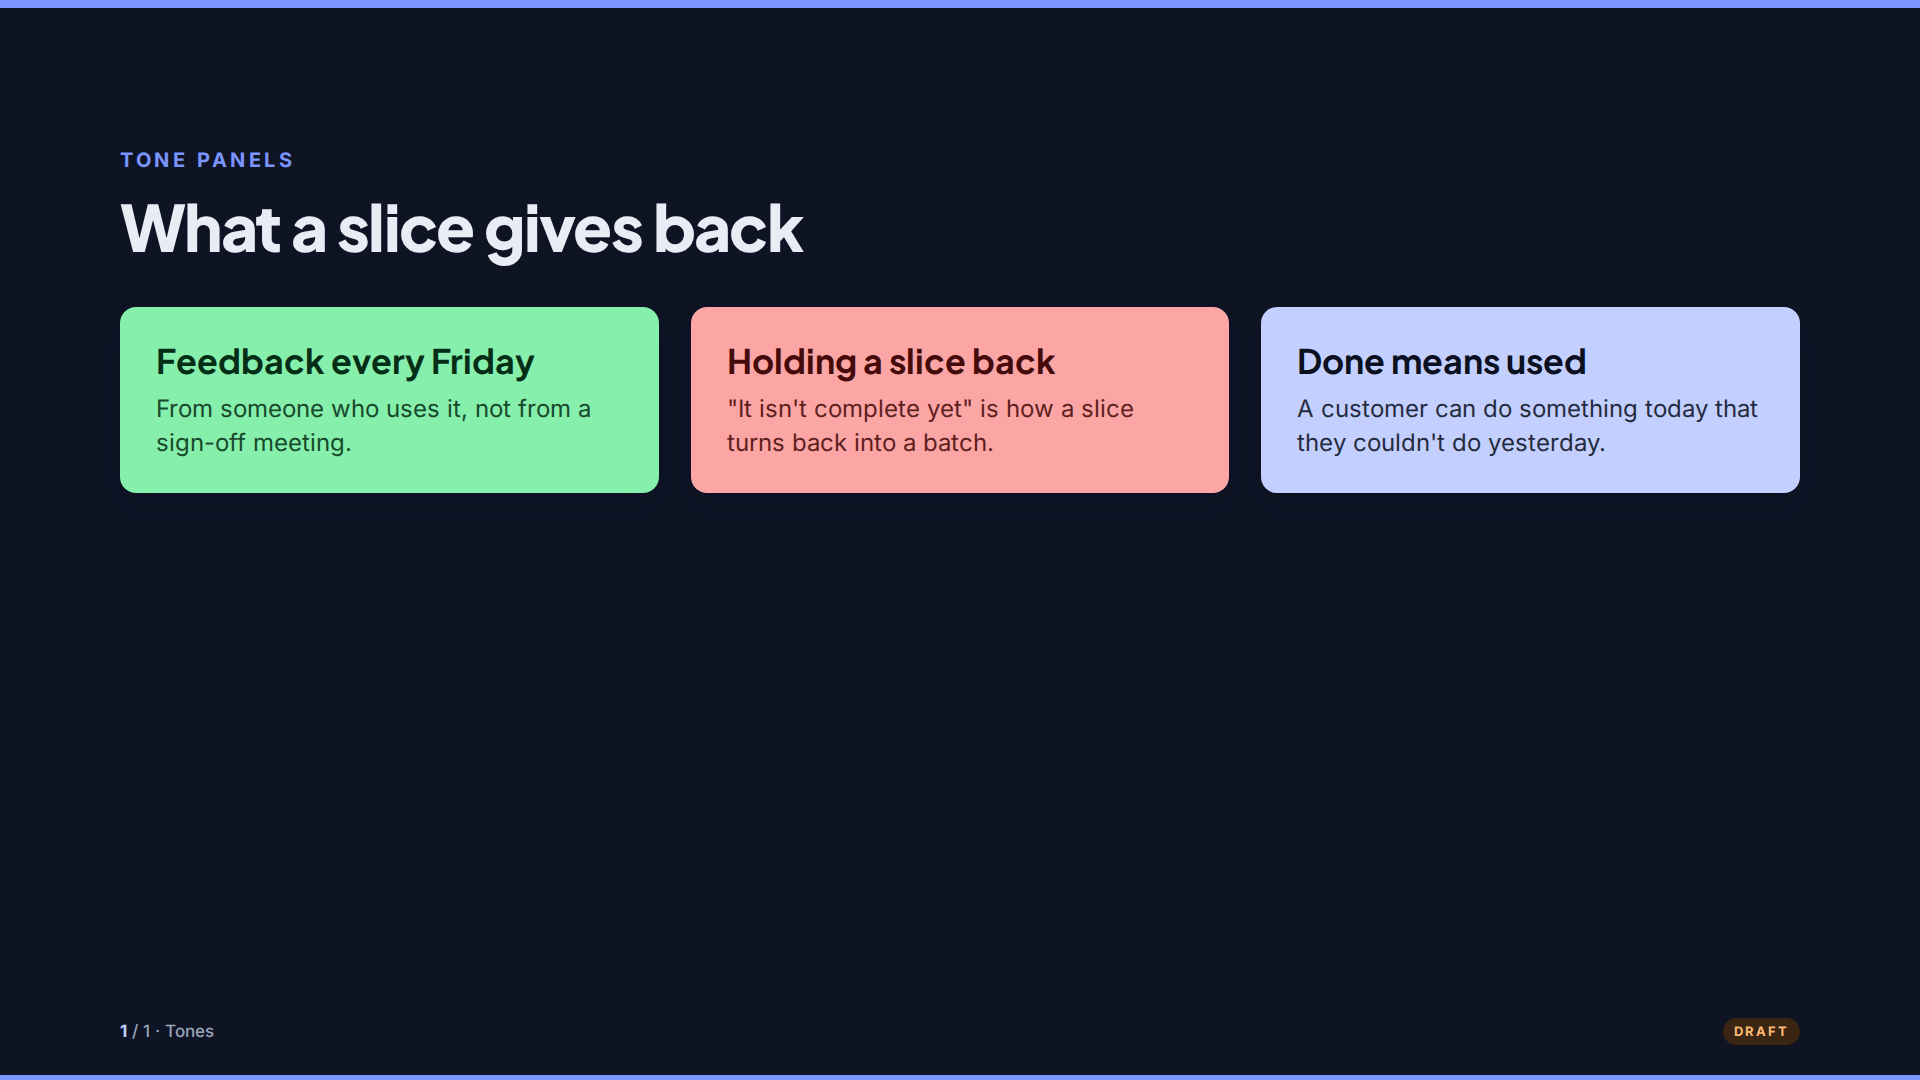 TONE PANELS
What a slice gives back
Feedback every Friday
From someone who uses it, not from a
sign-off meeting.
Holding a slice back
"It isn't complete yet" is how a slice
turns back into a batch.
Done means used
A customer can do something today that
they couldn't do yesterday.
1 / 1 · Tones
DRAFT